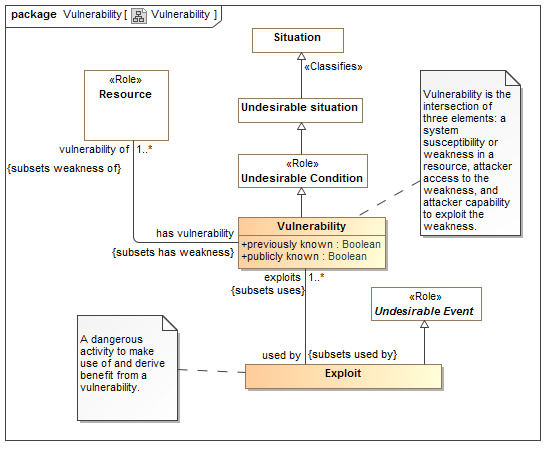 package Vulnerability [ Vulnerability ]
Situation
«Classifies»
«Role»
Resource
Undesirable situation
Vulnerability is the
intersection of
three elements: a
system
susceptibility or
weakness in a
resource, attacker
access to the
weakness, and
attacker capability
to exploit the
weakness.
vulnerability of 1..*
{subsets weakness of}
«Role»
Undesirable Condition
has vulnerability
{subsets has weakness}
Vulnerability
+previously known : Boolean
+publicly known : Boolean
exploits 1..*
{subsets uses}
«Role»
Undesirable Event
A dangerous
activity to make
use of and derive
benefit from a
vulnerability.
used by {subsets used by}
Exploit